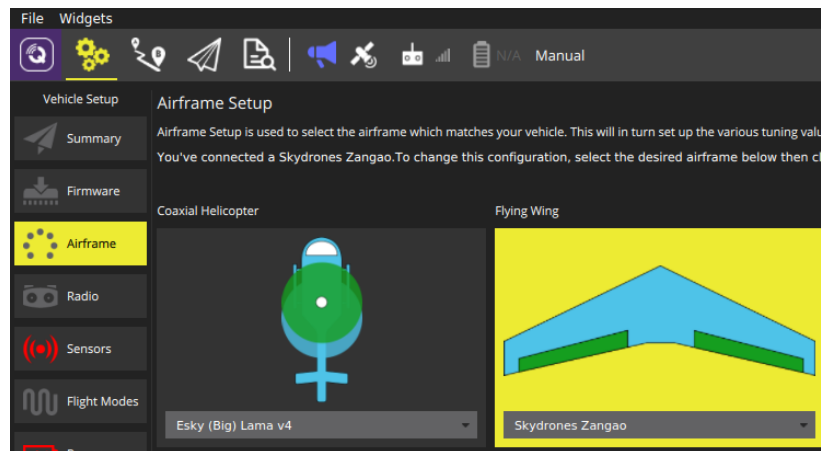 File Widgets
N/A Manual
Vehicle Setup
Airframe Setup
Summary
Airframe Setup is used to select the airframe which matches your vehicle. This will in turn set up the various tuning
You've connected a Skydrones Zangao.To change this configuration, select the desired airframe below then
Firmware
Coaxial Helicopter
Flying Wing
Airframe
Radio
Sensors
Flight Modes
Esky (Big) Lama v4
Skydrones Zangao